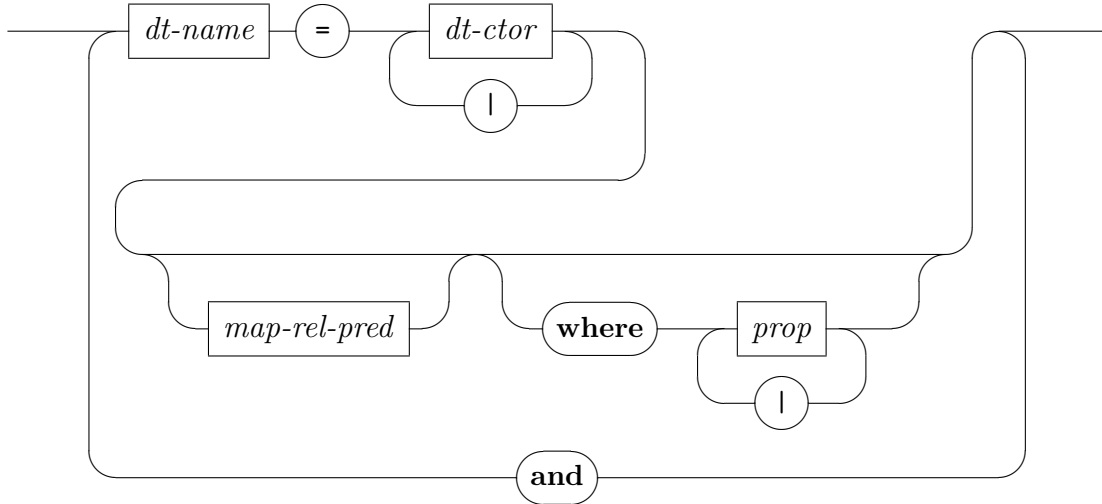 dt-name = dt-ctor
|
map-rel-pred where prop
|
and